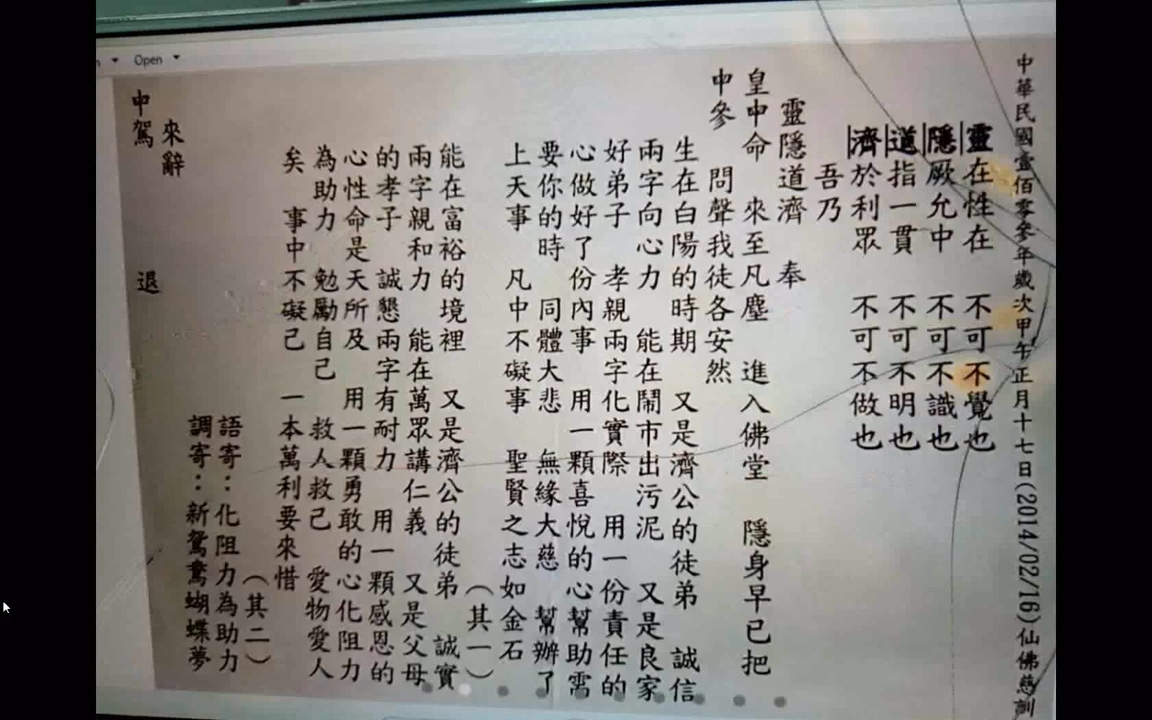 Open
中華民國壹佰零參年歲次甲午正月十七日(2014/02/16)仙佛慈訓
靈在性在 不可不覺也
隱厥允中 不可不識也
道指一貫 不可不明也
濟於利眾 不可不做也
吾乃
靈隱道濟 奉
皇中命 來至凡塵 進入佛堂 隱身早已把
中參 問聲我徒各安然
生在白陽的時期 又是濟公的徒弟 誠信
兩字向心力 能在鬧市出污泥 又是良家
好弟子 孝親兩字化實際 用一份責任的
心做好了份內事 用一顆喜悅的心幫助需
要你的時 同體大悲 無緣大慈 幫辦了
上天事 凡中不礙事 聖賢之志如金石
(其一)
能在富裕的境裡 又是濟公的徒弟 誠實
兩字親和力 能在萬眾講仁義 又是父母
的孝子 誠懇兩字有耐力 用一顆感恩的
心性命是天所及 用一顆勇敢的心化阻力
為助力 勉勵自己 救人救己 愛物愛人
矣 事中不礙己 一本萬利要來惜
(其二)
語寄：化阻力為助力
調寄：新鴛鴦蝴蝶夢
來辭
中駕 退